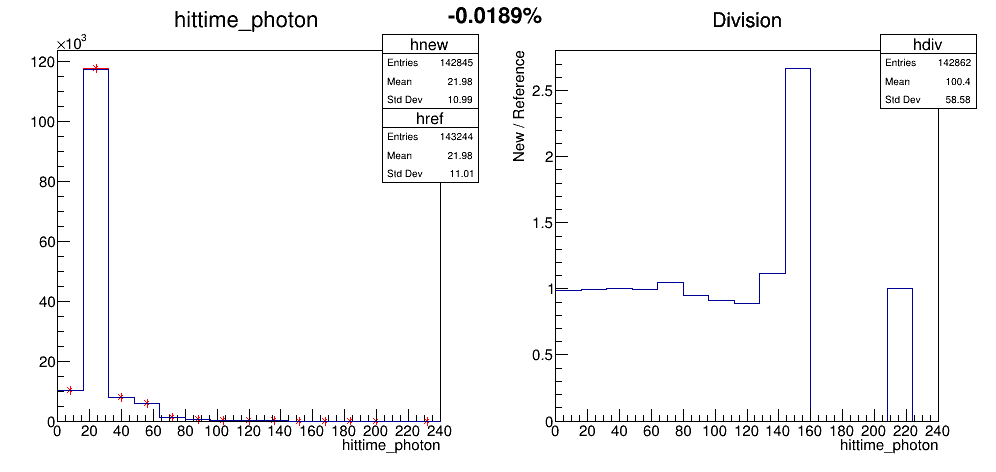 -0.0189%
hittime_photon
×10³
120
100
80
60
40
20
0
0 20 40 60 80 100 120 140 160 180 200 220 240
hittime_photon
hnew
Entries 142845
Mean 21.98
Std Dev 10.99
href
Entries 143244
Mean 21.98
Std Dev 11.01
Division
New / Reference
2.5
2
1.5
1
0.5
0
0 20 40 60 80 100 120 140 160 180 200 220 240
hittime_photon
hdiv
Entries 142862
Mean 100.4
Std Dev 58.58